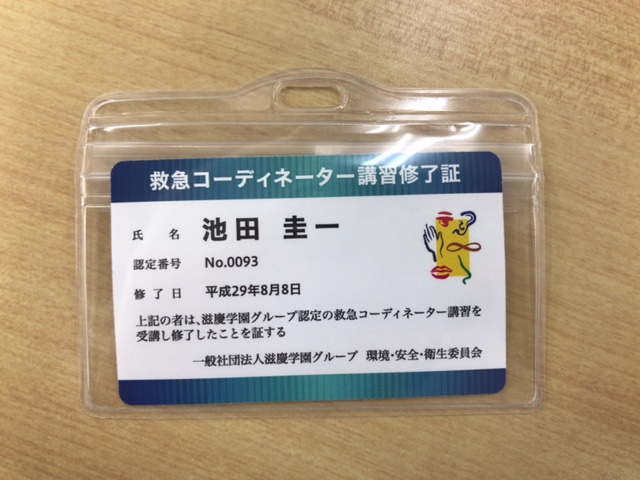 救急コーディネーター講習修了証
氏 名 池田 圭一
認定番号 No.0093
修 了 日 平成29年8月8日
上記の者は、滋慶学園グループ認定の救急コーディネーター講習を
受講し修了したことを証する
一般社団法人滋慶学園グループ 環境・安全・衛生委員会